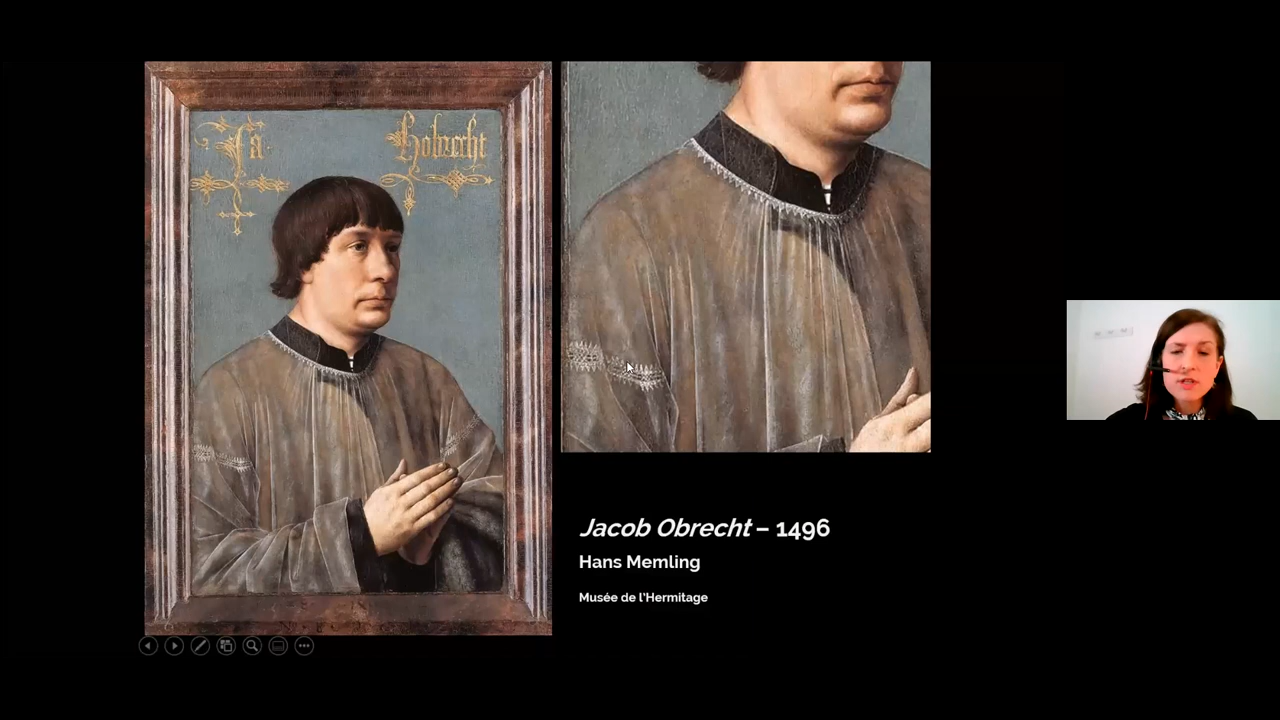 Ja
Hobrecht
Jacob Obrecht – 1496
Hans Memling
Musée de l’Hermitage